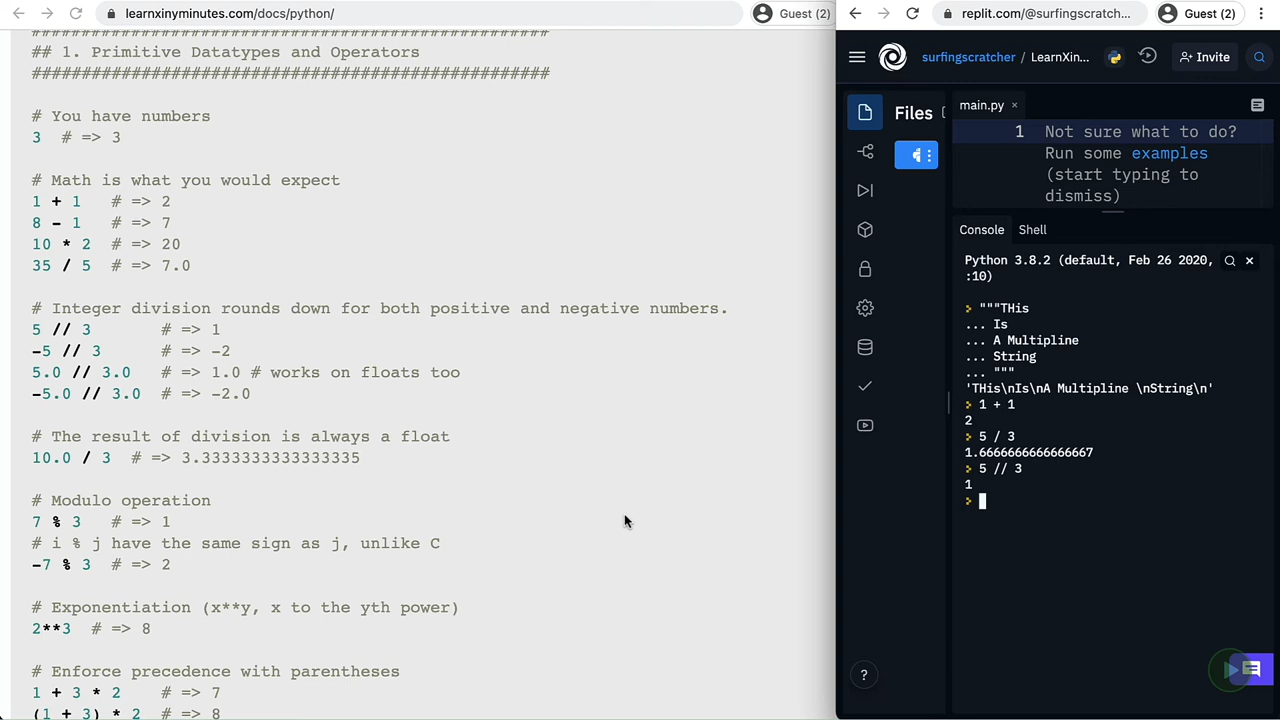 learnxinyminutes.com/docs/python/
Guest (2)
####################################################
## 1. Primitive Datatypes and Operators
####################################################
# You have numbers
3  # => 3
# Math is what you would expect
1 + 1   # => 2
8 - 1   # => 7
10 * 2  # => 20
35 / 5  # => 7.0
# Integer division rounds down for both positive and negative numbers.
5 // 3       # => 1
-5 // 3      # => -2
5.0 // 3.0   # => 1.0 # works on floats too
-5.0 // 3.0  # => -2.0
# The result of division is always a float
10.0 / 3  # => 3.3333333333333335
# Modulo operation
7 % 3   # => 1
# i % j have the same sign as j, unlike C
-7 % 3  # => 2
# Exponentiation (x**y, x to the yth power)
2**3  # => 8
# Enforce precedence with parentheses
1 + 3 * 2    # => 7
(1 + 3) * 2  # => 8
replit.com/@surfingscratch...
Guest (2)
surfingscratcher / LearnXin...
Invite
Files
main.py ×
1 Not sure what to do?
Run some examples
(start typing to
dismiss)
Console Shell
Python 3.8.2 (default, Feb 26 2020,
:10)
> """THis
... Is
... A Multipline
... String
... """
'THis\nIs\nA Multipline \nString\n'
> 1 + 1
2
> 5 / 3
1.6666666666666667
> 5 // 3
1
>
?